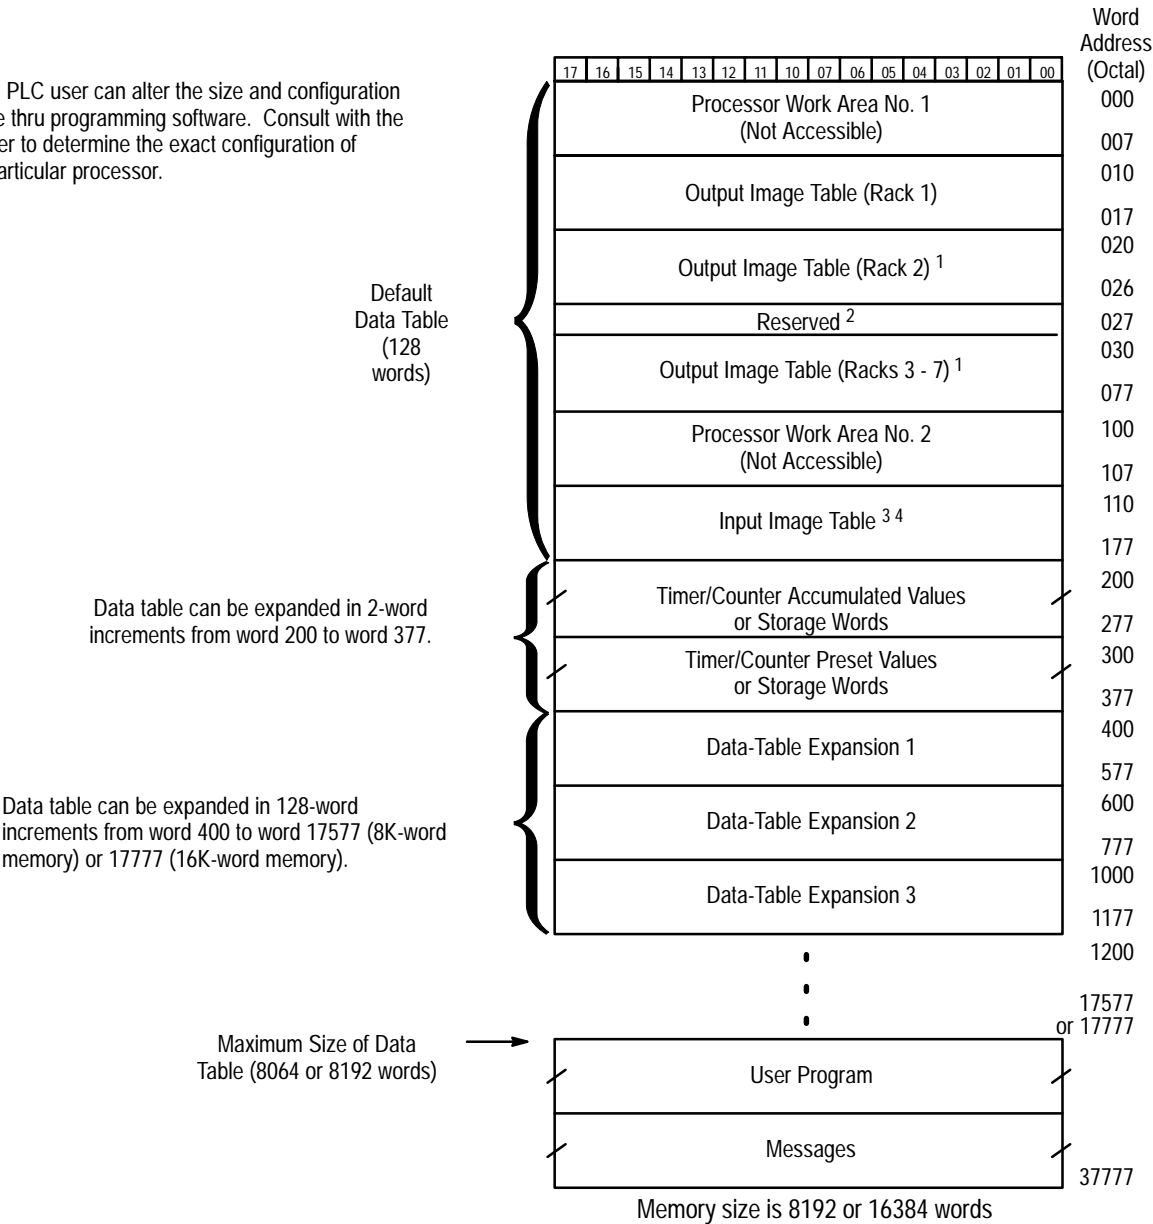 Word
Address
(Octal)
17 16 15 14 13 12 11 10 07 06 05 04 03 02 01 00
PLC user can alter the size and configuration
thru programming software. Consult with the
to determine the exact configuration of
processor.
Default
Data Table
(128
words)
Processor Work Area No. 1
(Not Accessible)
000
007
Output Image Table (Rack 1)
010
017
Output Image Table (Rack 2) 1
020
026
Reserved 2
027
Output Image Table (Racks 3 - 7) 1
030
077
Processor Work Area No. 2
(Not Accessible)
100
107
Input Image Table 3 4
110
177
Data table can be expanded in 2-word
increments from word 200 to word 377.
Timer/Counter Accumulated Values
or Storage Words
200
277
Timer/Counter Preset Values
or Storage Words
300
377
Data table can be expanded in 128-word
increments from word 400 to word 17577 (8K-word
memory) or 17777 (16K-word memory).
Data-Table Expansion 1
400
577
Data-Table Expansion 2
600
777
Data-Table Expansion 3
1000
1177
1200
17577
or 17777
Maximum Size of Data
Table (8064 or 8192 words)
User Program
Messages
37777
Memory size is 8192 or 16384 words